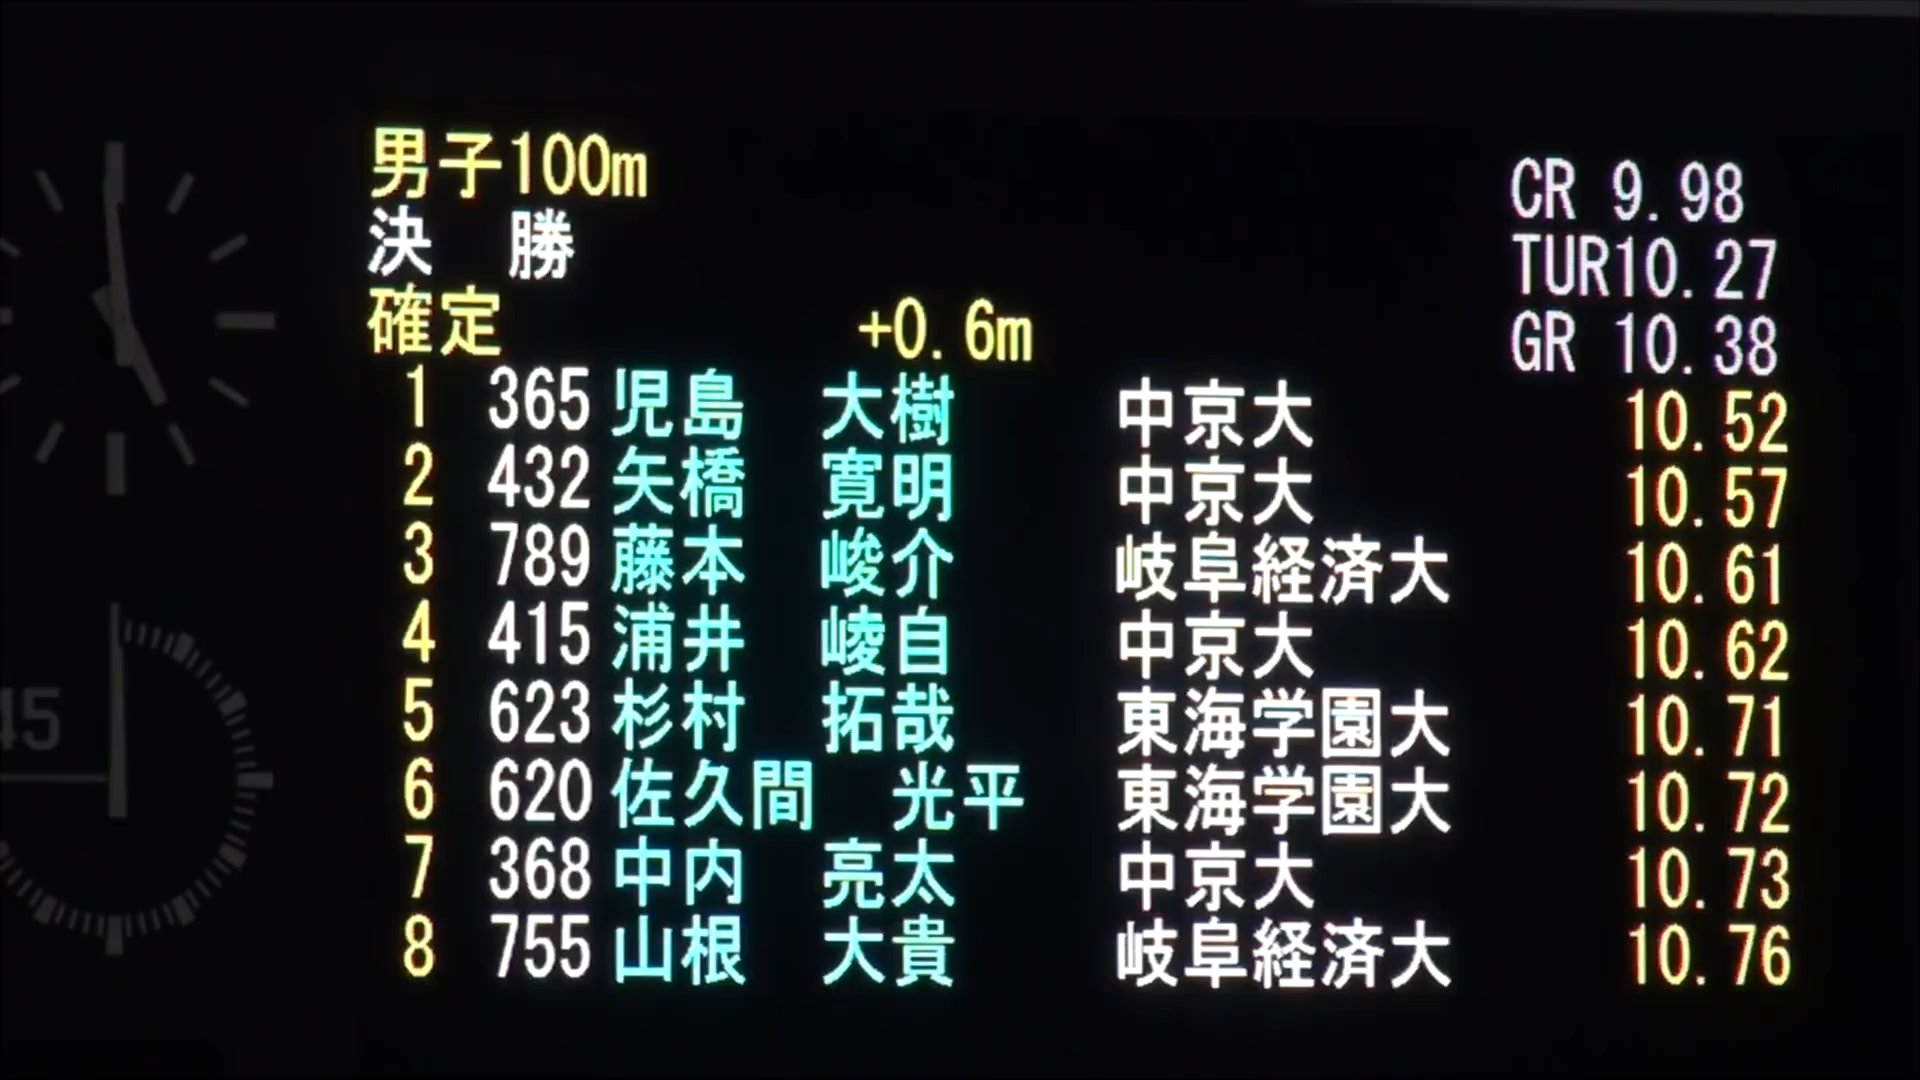 男子100m
決 勝
確定 +0.6m
CR 9.98
TUR10.27
GR 10.38
1 365 児島 大樹 中京大 10.52
2 432 矢橋 寛明 中京大 10.57
3 789 藤本 峻介 岐阜経済大 10.61
4 415 浦井 崚自 中京大 10.62
5 623 杉村 拓哉 東海学園大 10.71
6 620 佐久間 光平 東海学園大 10.72
7 368 中内 亮太 中京大 10.73
8 755 山根 大貴 岐阜経済大 10.76
45